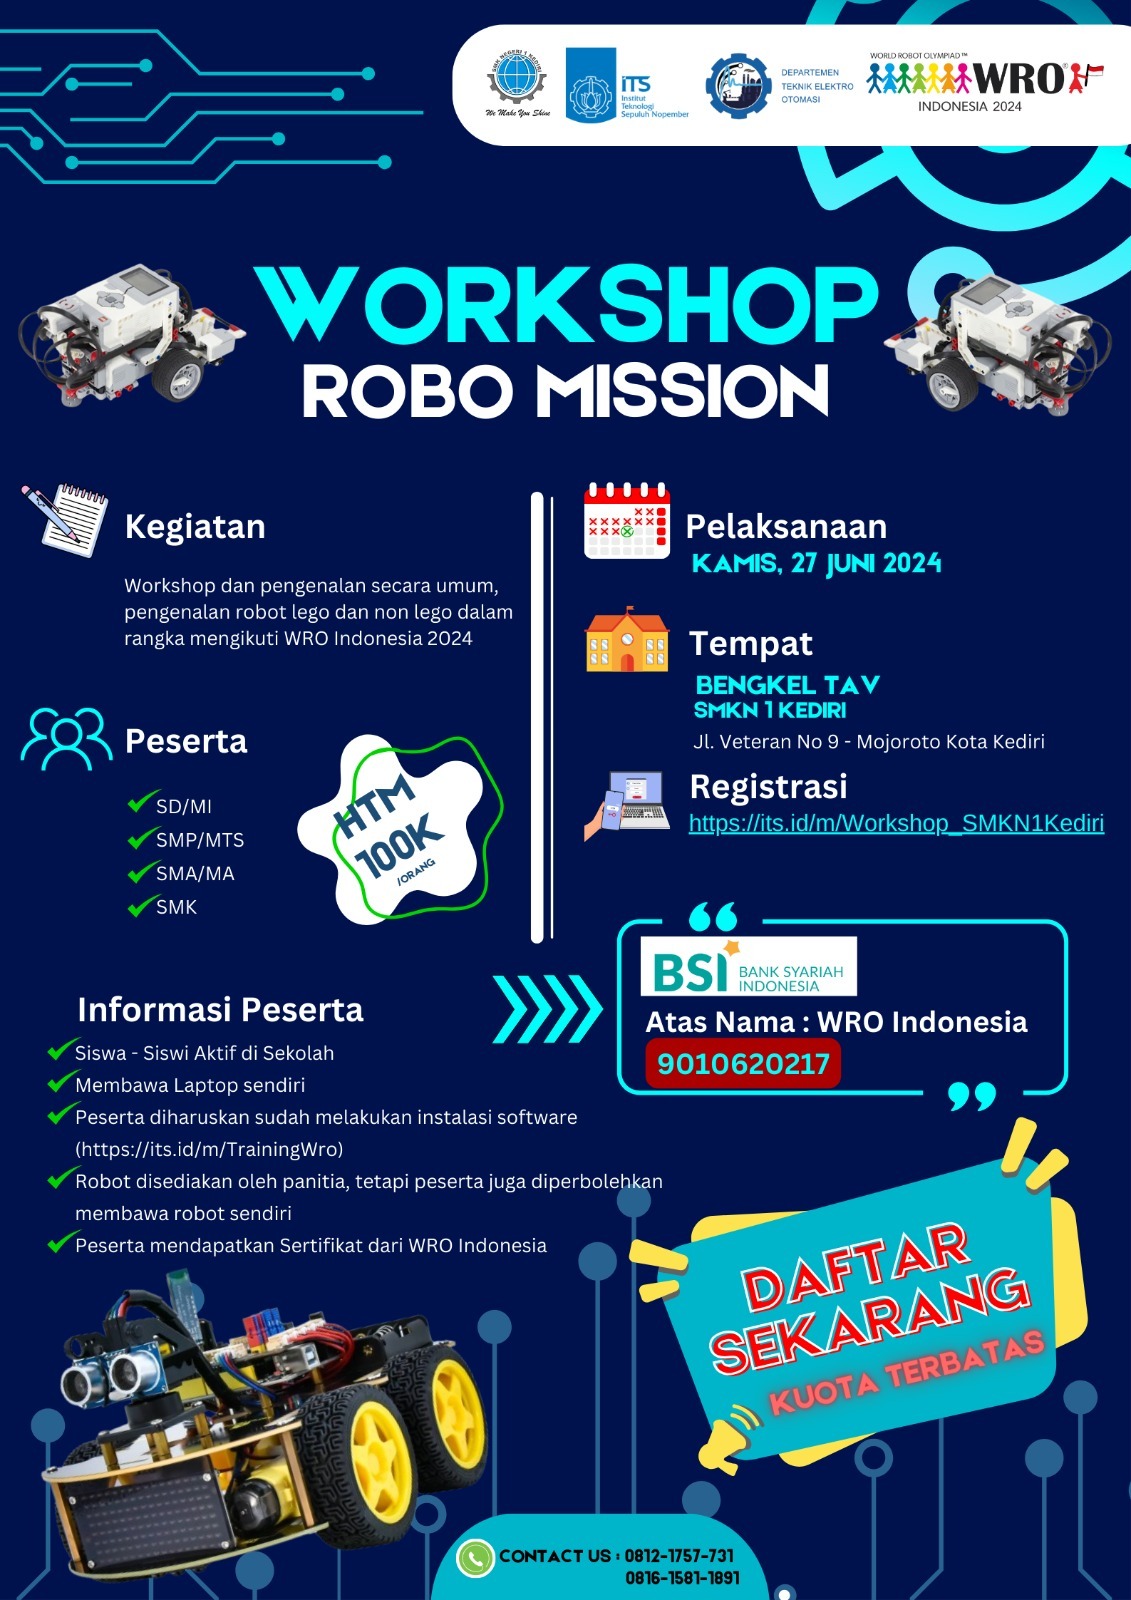 SMK NEGERI 1 KEDIRI
We Make You Shine
iTS
Institut
Teknologi
Sepuluh Nopember
DEPARTEMEN
TEKNIK ELEKTRO
OTOMASI
WORLD ROBOT OLYMPIAD™
WRO®
INDONESIA 2024
WORKSHOP
ROBO MISSION
Kegiatan
Workshop dan pengenalan secara umum,
pengenalan robot lego dan non lego dalam
rangka mengikuti WRO Indonesia 2024
Peserta
SD/MI
SMP/MTS
SMA/MA
SMK
HTM
100K
/ORANG
Pelaksanaan
KAMIS, 27 JUNI 2024
Tempat
BENGKEL TAV
SMKN 1 KEDIRI
Jl. Veteran No 9 - Mojoroto Kota Kediri
Registrasi
https://its.id/m/Workshop_SMKN1Kediri
BSI BANK SYARIAH
INDONESIA
Atas Nama : WRO Indonesia
9010620217
Informasi Peserta
Siswa - Siswi Aktif di Sekolah
Membawa Laptop sendiri
Peserta diharuskan sudah melakukan instalasi software
(https://its.id/m/TrainingWro)
Robot disediakan oleh panitia, tetapi peserta juga diperbolehkan
membawa robot sendiri
Peserta mendapatkan Sertifikat dari WRO Indonesia
DAFTAR
SEKARANG
KUOTA TERBATAS
CONTACT US : 0812-1757-731
0816-1581-1891